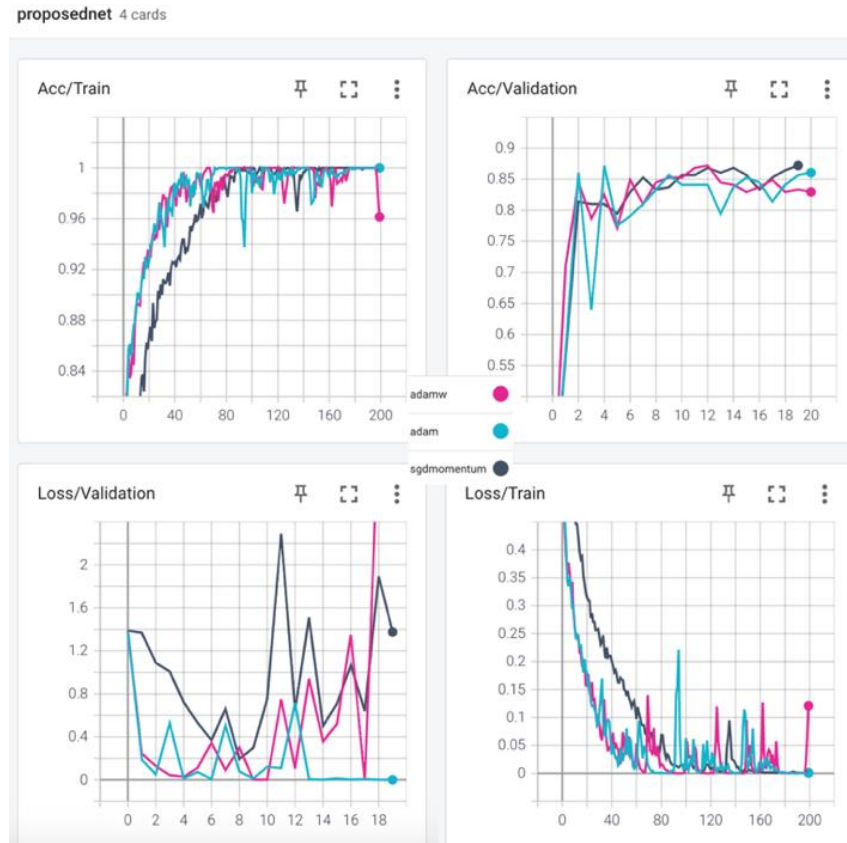 proposednet 4 cards
Acc/Train
1
0.96
0.92
0.88
0.84
0 40 80 120 160 200
Acc/Validation
0.9
0.85
0.8
0.75
0.7
0.65
0.6
0.55
0 2 4 6 8 10 12 14 16 18 20
adamw
adam
sgdmomentum
Loss/Validation
2
1.6
1.2
0.8
0.4
0
0 2 4 6 8 10 12 14 16 18
Loss/Train
0.4
0.35
0.3
0.25
0.2
0.15
0.1
0.05
0
0 40 80 120 160 200